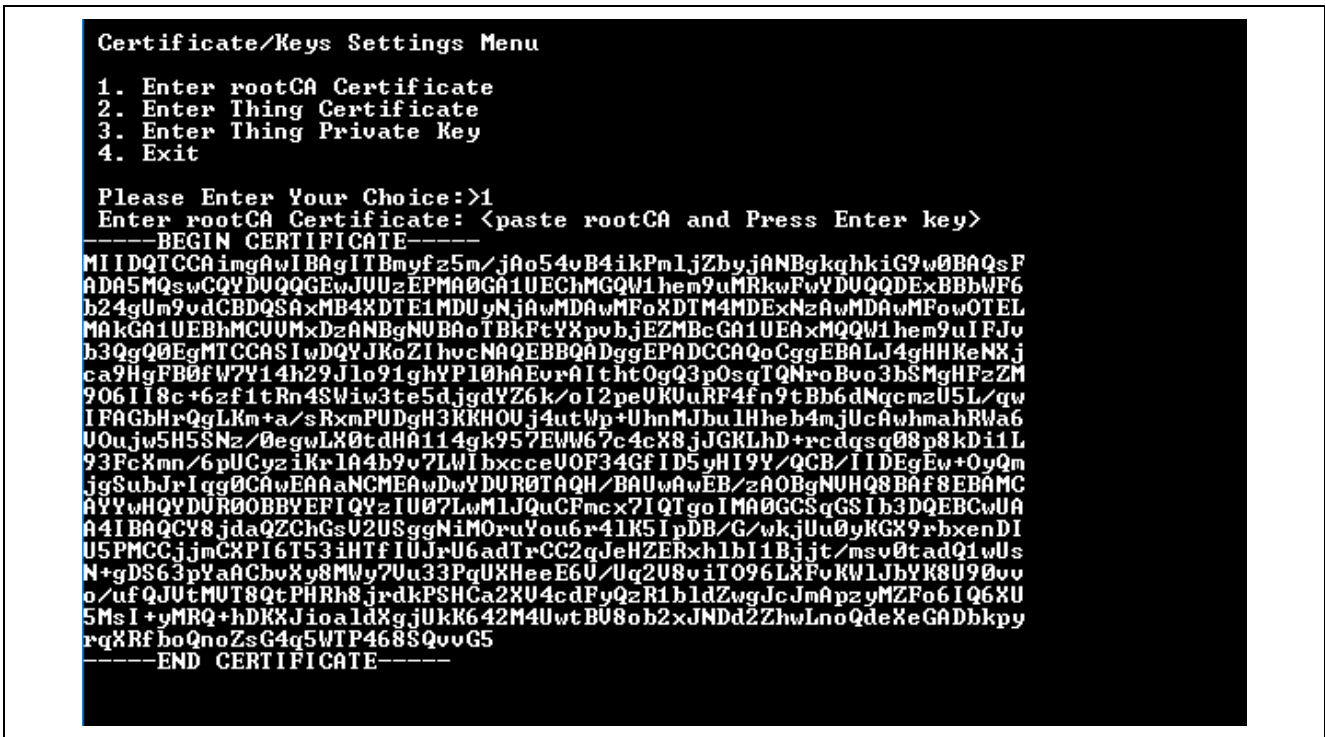 Certificate/Keys Settings Menu
1. Enter rootCA Certificate
2. Enter Thing Certificate
3. Enter Thing Private Key
4. Exit
Please Enter Your Choice:>1
Enter rootCA Certificate: <paste rootCA and Press Enter key>
-----BEGIN CERTIFICATE-----
MIIDQTCCAimgAwIBAgITBmyfz5m/jAo54vB4ikPmljZbyjANBgkqhkiG9w0BAQsF
ADA5MQswCQYDVQQGEwJVUzEPMA0GA1UEChMGQW1hem9uMRkwFwYDVQQDExBBbWF6
b24gUm9vdCBDQSAxMB4XDTE1MDUyNjAwMDAwMFoXDTM4MDExNzAwMDAwMFowOTEL
MAkGA1UEBhMCVVMxDzANBgNVBAoTBkFtYXpvbjEZMBcGA1UEAxMQQW1hem9uIFJv
b3QgQ0EgMTCCASIwDQYJKoZIhvcNAQEBBQADggEPADCCAQoCggEBALJ4gHHKeNXj
ca9HgFB0fW7Y14h29Jlo91ghYPl0hAEvrAIthtOgQ3pOsqTQNroBvo3bSMgHFzZM
9O6II8c+6zf1tRn4SWiw3te5djgdYZ6k/oI2peVKVuRF4fn9tBb6dNqcmzU5L/qw
IFAGbHrQgLKm+a/sRxmPUDgH3KKHOVj4utWp+UhnMJbulHheb4mjUcAwhmahRWa6
VOujw5H5SNz/0egwLX0tdHA114gk957EWW67c4cX8jJGKLhD+rcdqsq08p8kDi1L
93FcXmn/6pUCyziKrlA4b9v7LWIbxcceVOF34GfID5yHI9Y/QCB/IIDEgEw+OyQm
jgSubJrIqg0CAwEAAaNCMEAwDwYDVR0TAQH/BAUwAwEB/zAOBgNVHQ8BAf8EBAMC
AYYwHQYDVR0OBBYEFIQYzIU07LwMlJQuCFmcx7IQTgoIMA0GCSqGSIb3DQEBCwUA
A4IBAQCY8jdaQZChGsV2USggNiMOruYou6r4lK5IpDB/G/wkjUu0yKGX9rbxenDI
U5PMCCjjmCXPI6T53iHTfIUJrU6adTrCC2qJeHZERxhlbI1Bjjt/msv0tadQ1wUs
N+gDS63pYaACbvXy8MWy7Vu33PqUXHeeE6V/Uq2V8viTO96LXFvKWlJbYK8U90vv
o/ufQJVtMVT8QtPHRh8jrdkPSHCa2XV4cdFyQzR1bldZwgJcJmApzyMZFo6IQ6XU
5MsI+yMRQ+hDKXJioaldXgjUkK642M4UwtBV8ob2xJNDd2ZhwLnoQdeXeGADbkpy
rqXRfboQnoZsG4q5WTP468SQvvG5
-----END CERTIFICATE-----